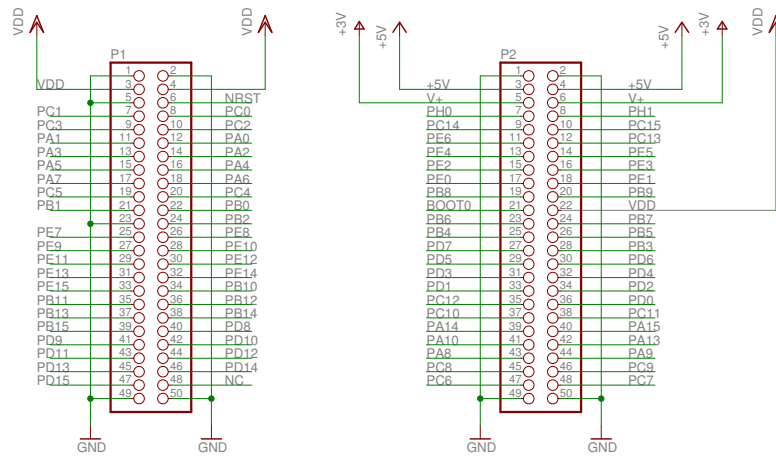 VDD VDD +3V +5V +5V +3V VDD
P1 P2
1 2 1 2
VDD 3 4 +5V 3 4 +5V
5 6 NRST V+ 5 6 V+
PC1 7 8 PC0 PH0 7 8 PH1
PC3 9 10 PC2 PC14 9 10 PC15
PA1 11 12 PA0 PE6 11 12 PC13
PA3 13 14 PA2 PE4 13 14 PE5
PA5 15 16 PA4 PE2 15 16 PE3
PA7 17 18 PA6 PE0 17 18 PE1
PC5 19 20 PC4 PB8 19 20 PB9
PB1 21 22 PB0 BOOT0 21 22 VDD
23 24 PB2 PB6 23 24 PB7
PE7 25 26 PE8 PB4 25 26 PB5
PE9 27 28 PE10 PD7 27 28 PB3
PE11 29 30 PE12 PD5 29 30 PD6
PE13 31 32 PE14 PD3 31 32 PD4
PE15 33 34 PB10 PD1 33 34 PD2
PB11 35 36 PB12 PC12 35 36 PD0
PB13 37 38 PB14 PC10 37 38 PC11
PB15 39 40 PD8 PA14 39 40 PA15
PD9 41 42 PD10 PA10 41 42 PA13
PD11 43 44 PD12 PA8 43 44 PA9
PD13 45 46 PD14 PC8 45 46 PC9
PD15 47 48 NC PC6 47 48 PC7
49 50 49 50
GND GND GND GND